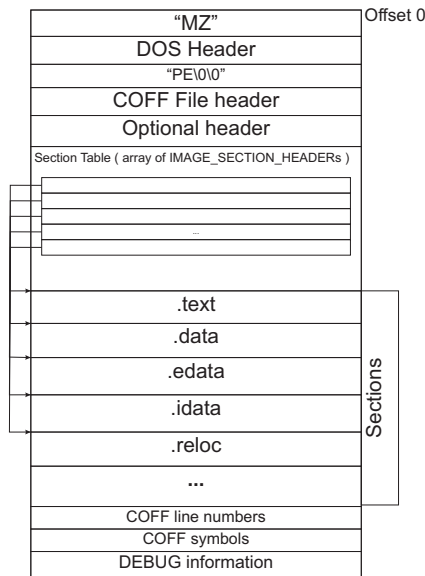 “MZ”
Offset 0
DOS Header
“PE\0\0”
COFF File header
Optional header
Section Table ( array of IMAGE_SECTION_HEADERs )
...
.text
.data
.edata
.idata
.reloc
...
Sections
COFF line numbers
COFF symbols
DEBUG information